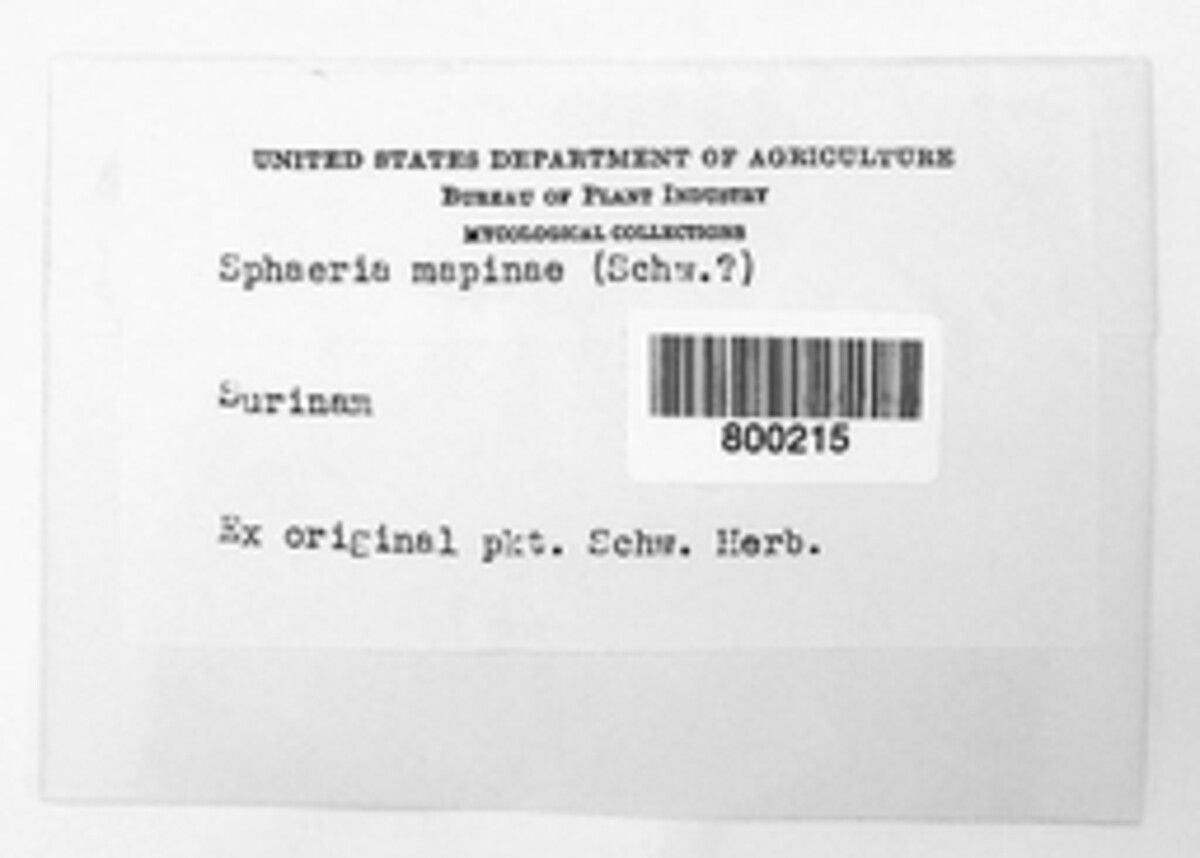 UNITED STATES DEPARTMENT OF AGRICULTURE
BUREAU OF PLANT INDUSTRY
MYCOLOGICAL COLLECTIONS
Sphaeria mapinae (Schw.?)
Surinam
800215
Ex original pkt. Schw. Herb.